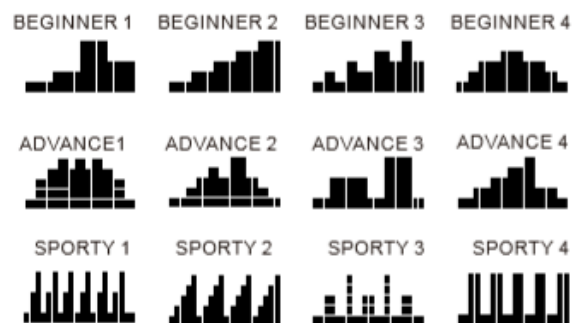 BEGINNER 1 BEGINNER 2 BEGINNER 3 BEGINNER 4
ADVANCE1 ADVANCE 2 ADVANCE 3 ADVANCE 4
SPORTY 1 SPORTY 2 SPORTY 3 SPORTY 4